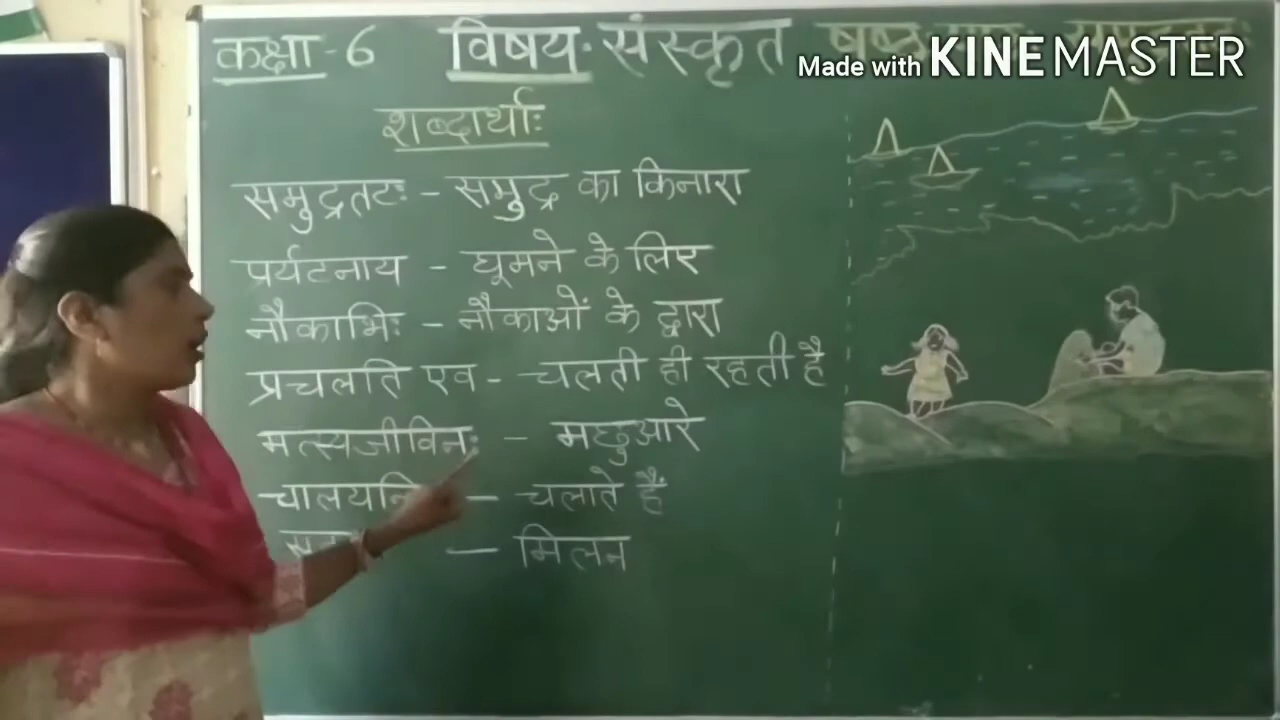 कक्षा-6 विषय-संस्कृत षष्ठ
Made with KINEMASTER
शब्दार्थाः
समुद्रतटः - समुद्र का किनारा
पर्यटनाय - घूमने के लिए
नौकाभिः - नौकाओं के द्वारा
प्रचलति एव - चलती ही रहती है
मत्स्यजीविनः - मछुआरे
- चलाते हैं
- मिलन